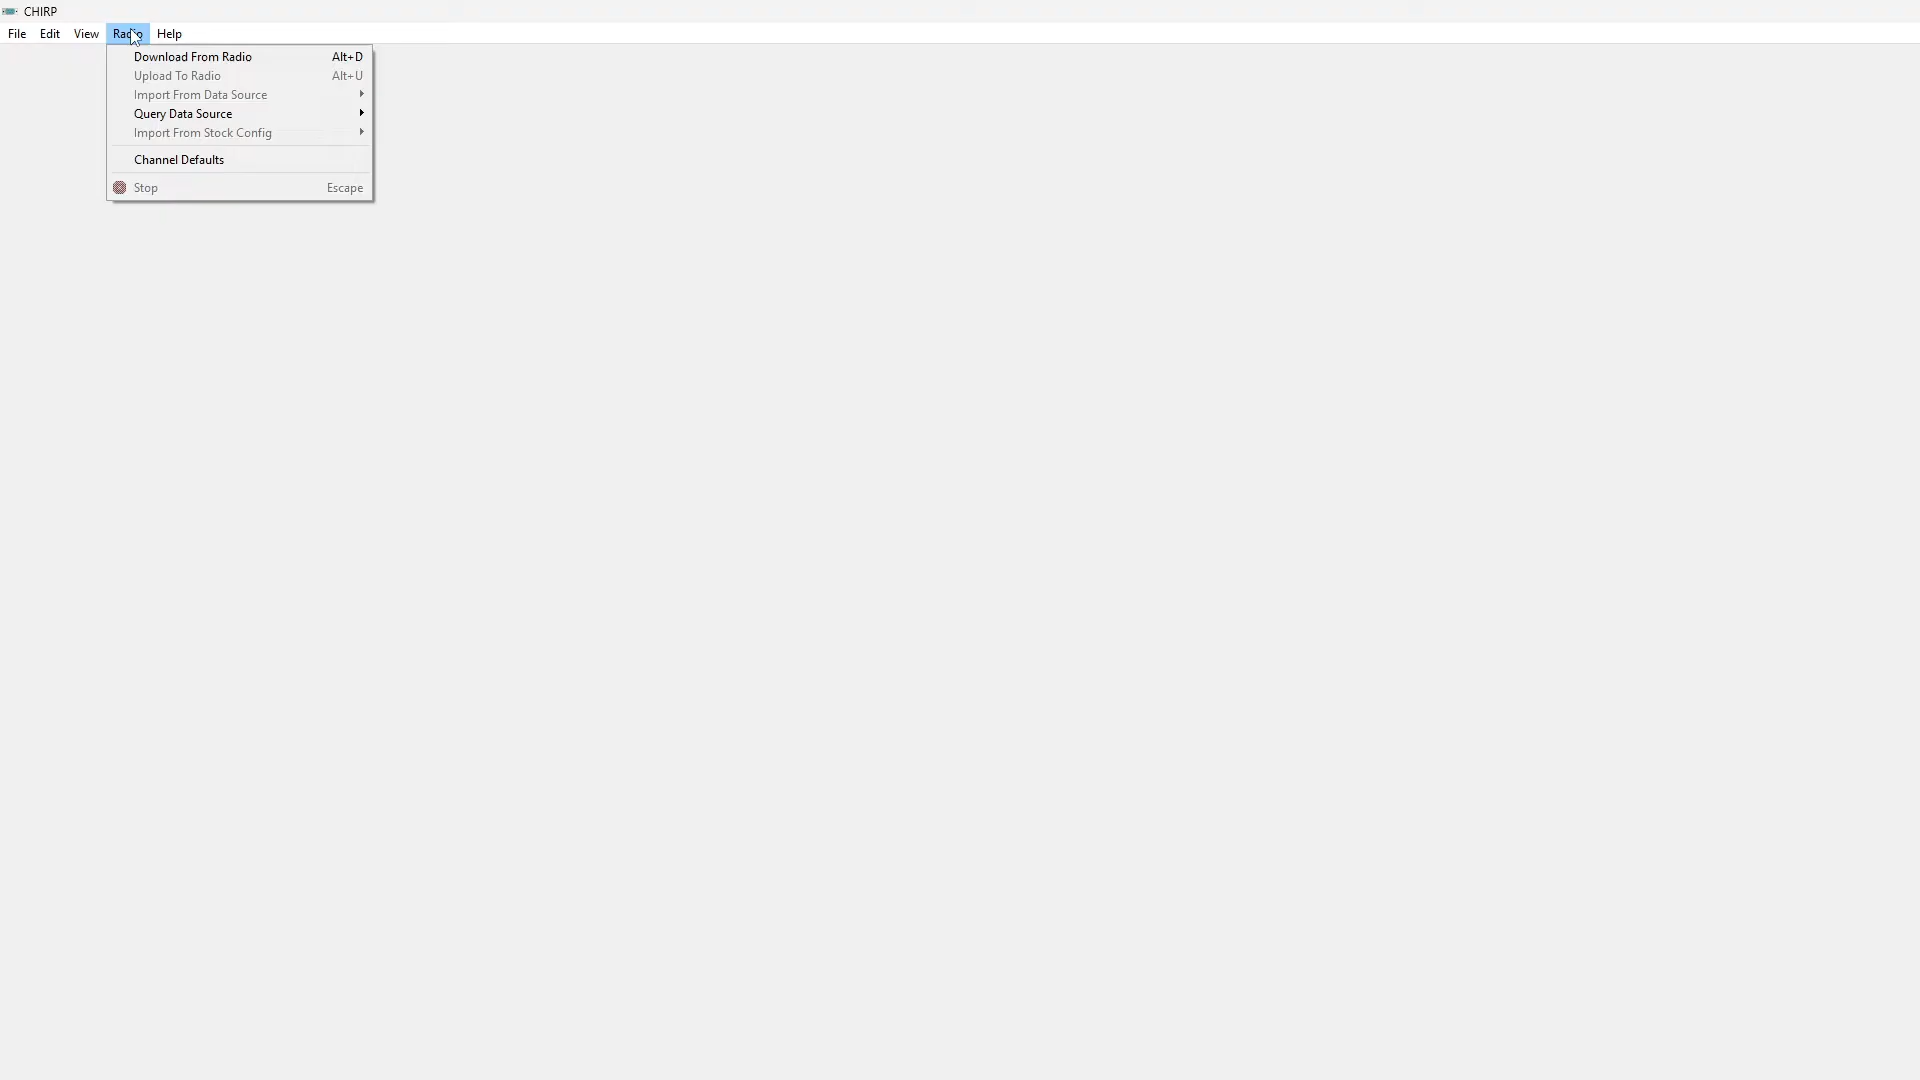 CHIRP
File Edit View Radio Help
Download From Radio Alt+D
Upload To Radio Alt+U
Import From Data Source
Query Data Source
Import From Stock Config
Channel Defaults
Stop Escape